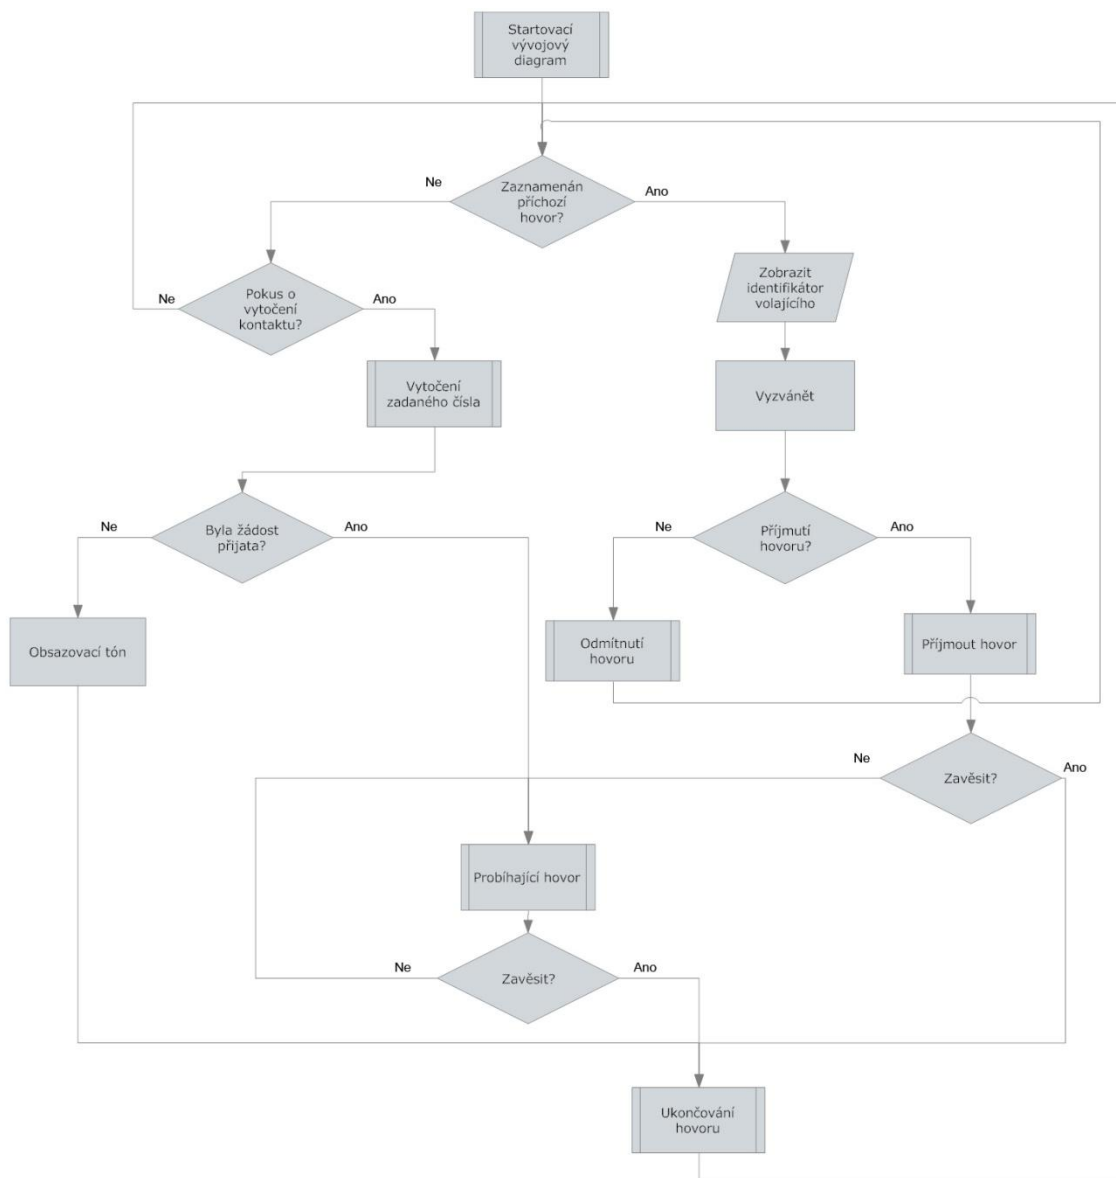 Startovací
vývojový
diagram
Ne
Zaznamenán
příchozí
hovor?
Ano
Ne
Pokus o
vytočení
kontaktu?
Ano
Zobrazit
identifikátor
volajícího
Vytočení
zadaného čísla
Vyzvánět
Ne
Byla žádost
přijata?
Ano
Ne
Příjmutí
hovoru?
Ano
Obsazovací tón
Odmítnutí
hovoru
Příjmout hovor
Ne
Zavěsit?
Ano
Probíhající hovor
Ne
Zavěsit?
Ano
Ukončování
hovoru